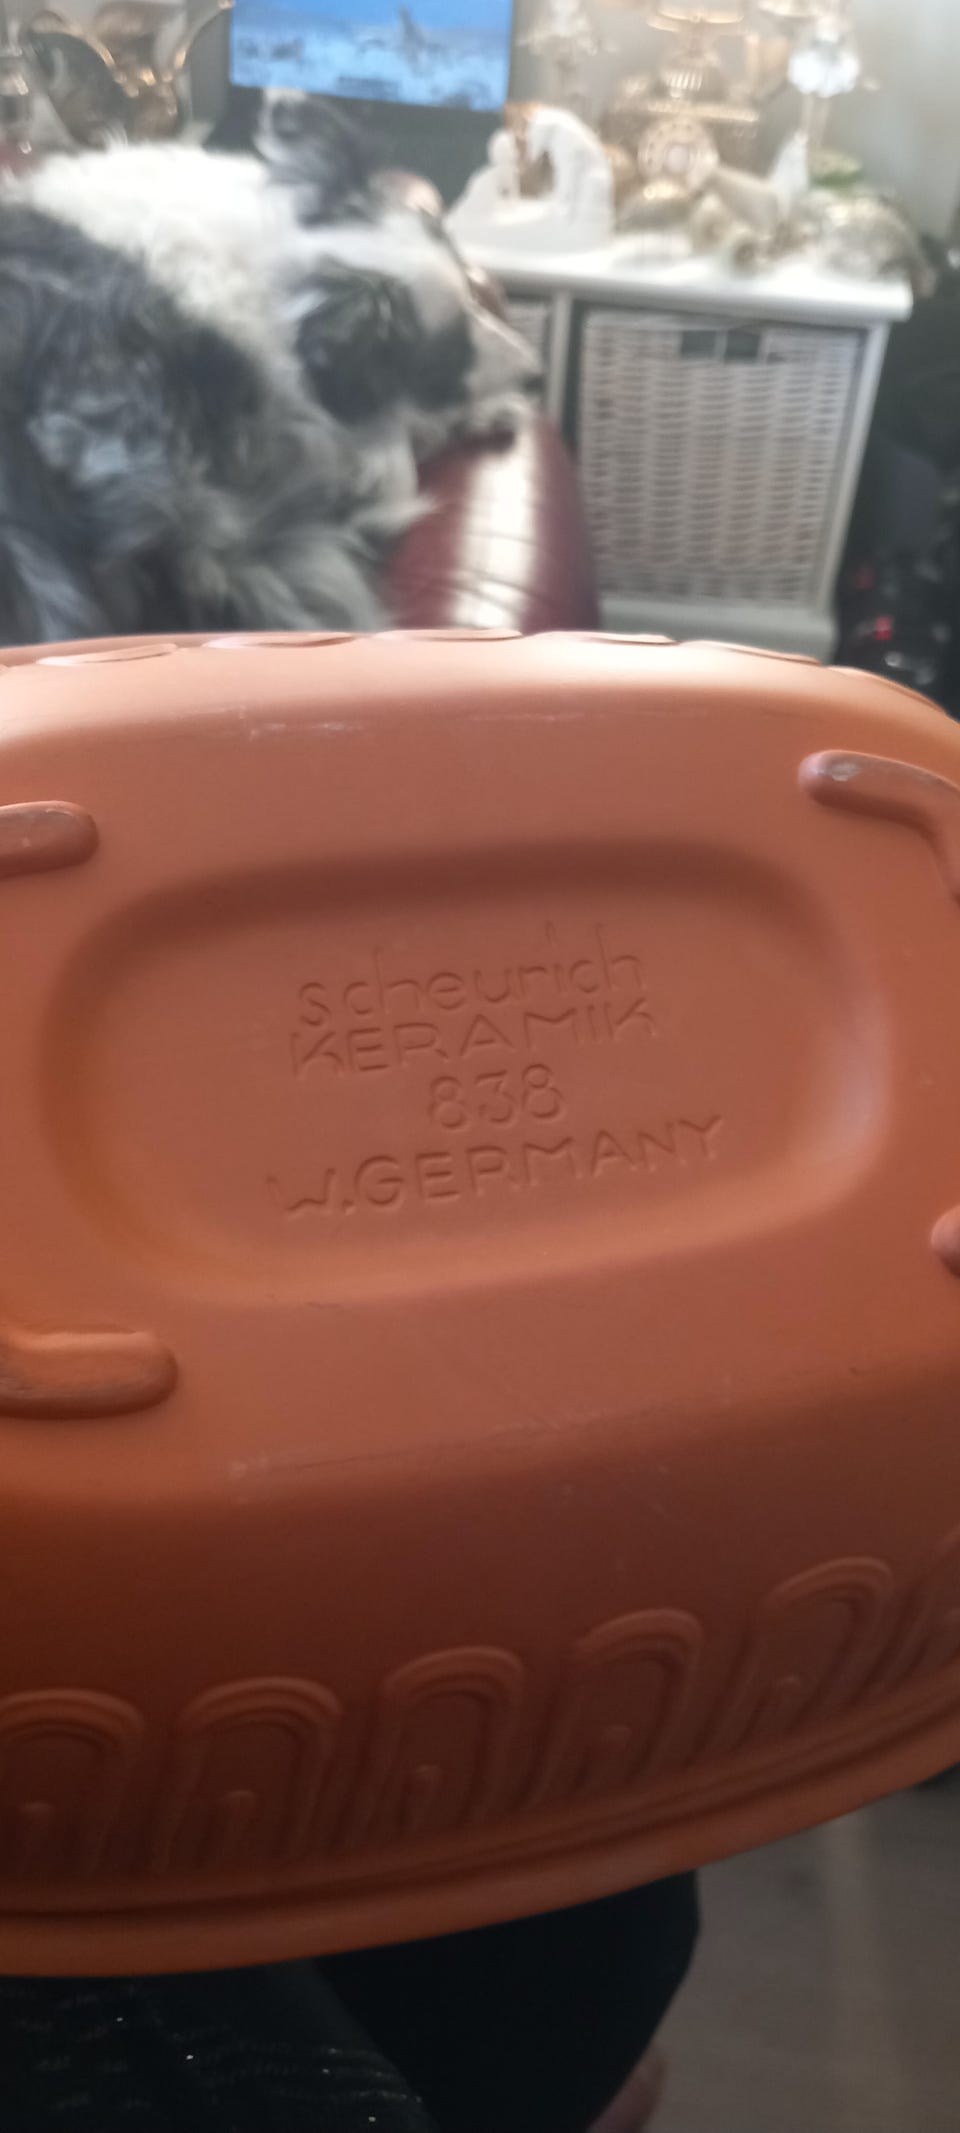 scheurich
KERAMIK
838
W.GERMANY